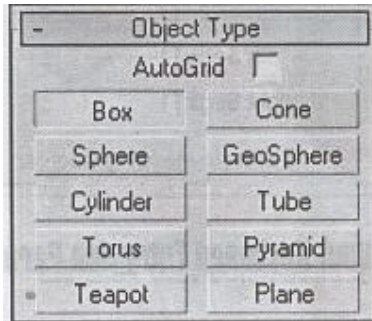 - Object Type
AutoGrid
Box Cone
Sphere GeoSphere
Cylinder Tube
Torus Pyramid
Teapot Plane